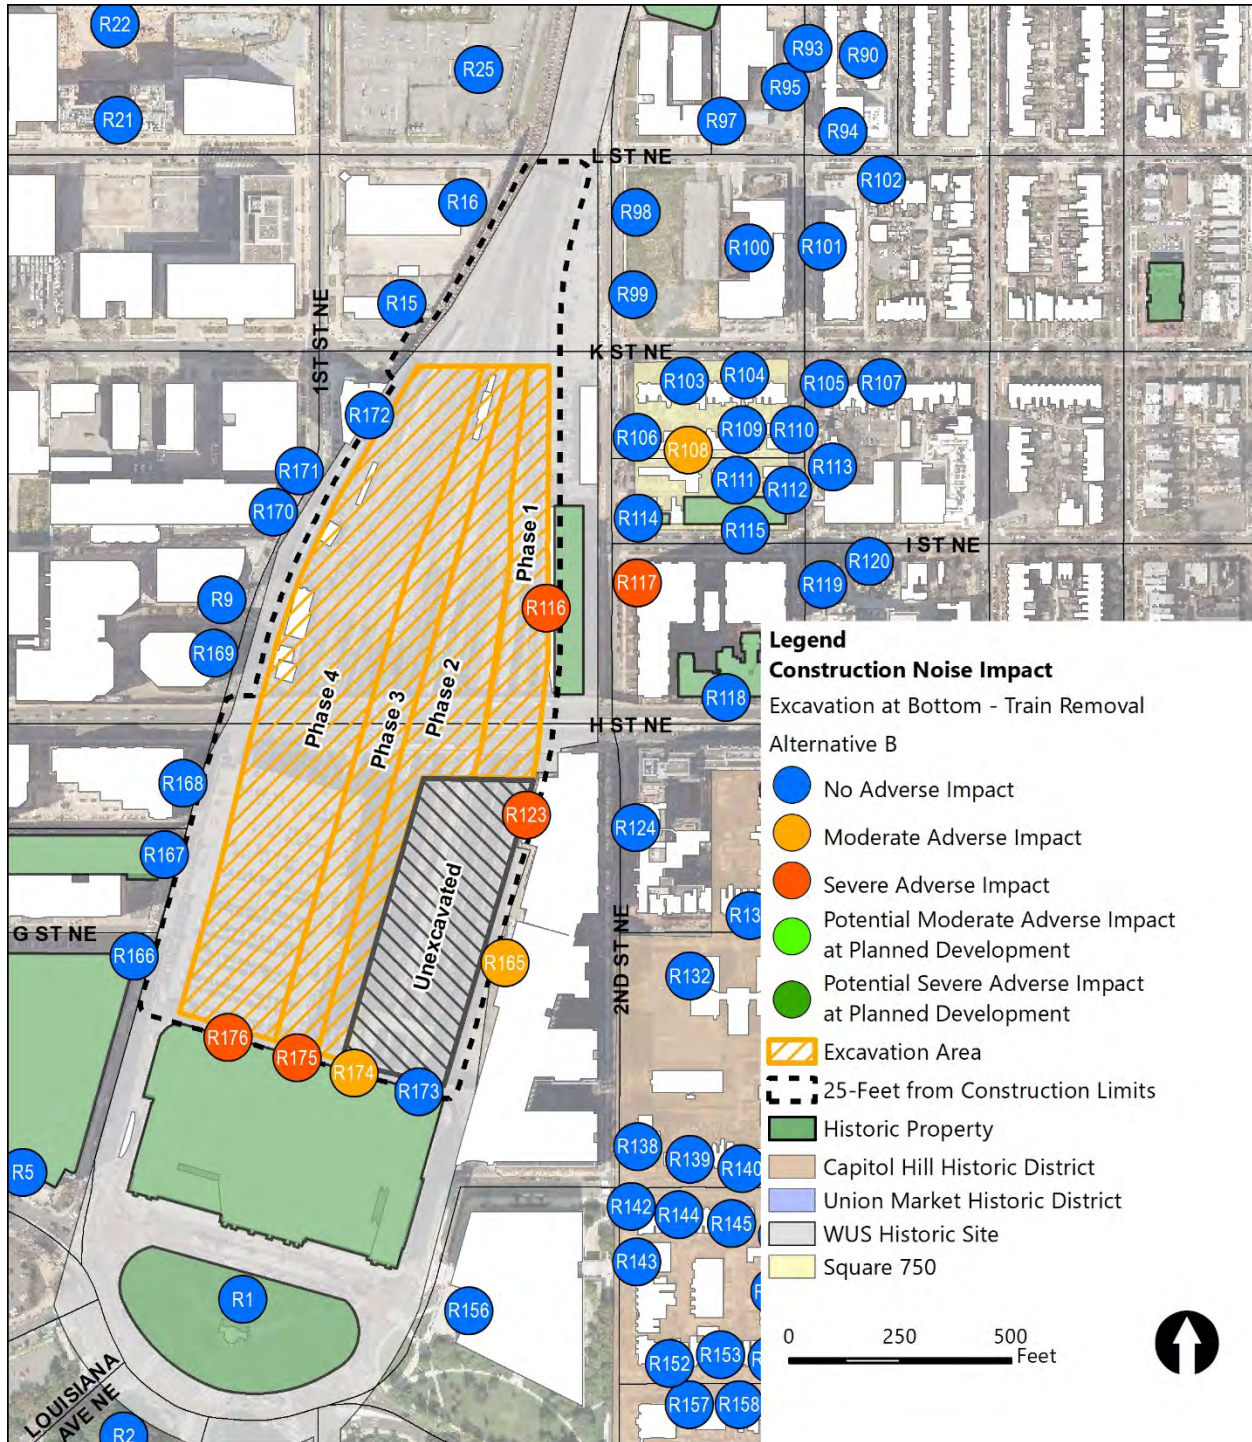 R22
R25
R93
R90
R95
R21
R97
R94
L ST NE
R102
R16
R98
R100
R101
R15
R99
1ST ST NE
K ST NE
R103
R104
R105
R107
R172
R106
R108
R109
R110
R171
R111
R112
R113
R170
R114
R115
Phase 1
I ST NE
R120
R9
R116
R117
R119
R169
Phase 4
Phase 3
Phase 2
R118
H ST NE
R168
R123
R124
R167
Unexcavated
R13
G ST NE
R166
R165
2ND ST NE
R132
R176
R175
R174
R173
R5
R138
R139
R140
R142
R144
R145
R143
R1
R156
R152
R153
R157
R158
LOUISIANA
AVE NE
R2
Legend
Construction Noise Impact
Excavation at Bottom - Train Removal
Alternative B
No Adverse Impact
Moderate Adverse Impact
Severe Adverse Impact
Potential Moderate Adverse Impact
at Planned Development
Potential Severe Adverse Impact
at Planned Development
Excavation Area
25-Feet from Construction Limits
Historic Property
Capitol Hill Historic District
Union Market Historic District
WUS Historic Site
Square 750
0 250 500
Feet